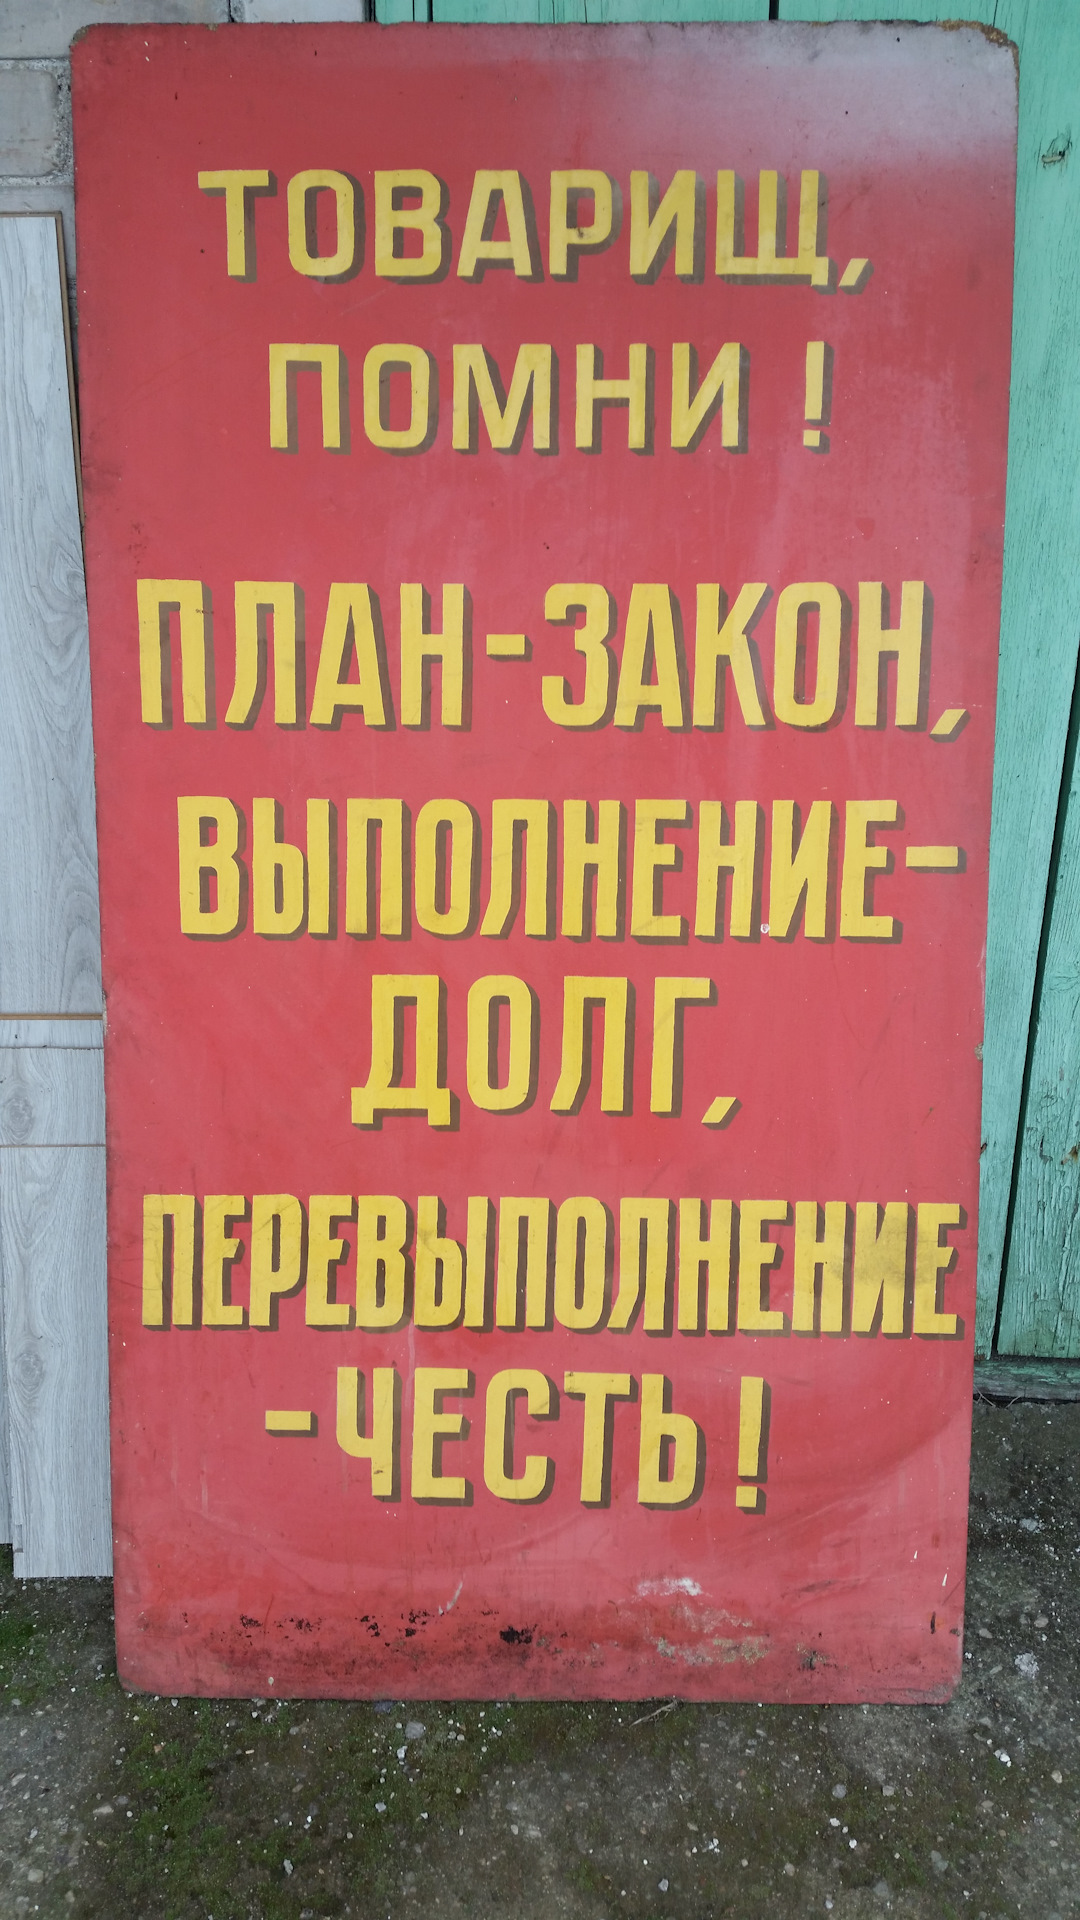 ТОВАРИЩ,
ПОМНИ!
ПЛАН-ЗАКОН,
ВЫПОЛНЕНИЕ-
ДОЛГ,
ПЕРЕВЫПОЛНЕНИЕ
-ЧЕСТЬ!